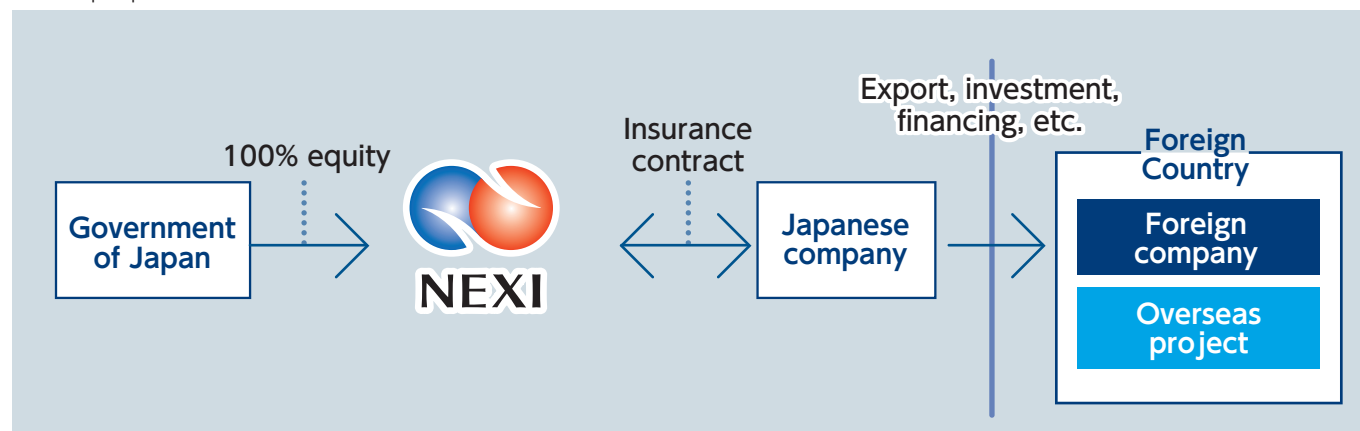 100% equity
Government
of Japan
NEXI
Insurance
contract
Japanese
company
Export, investment,
financing, etc.
Foreign
Country
Foreign
company
Overseas
project